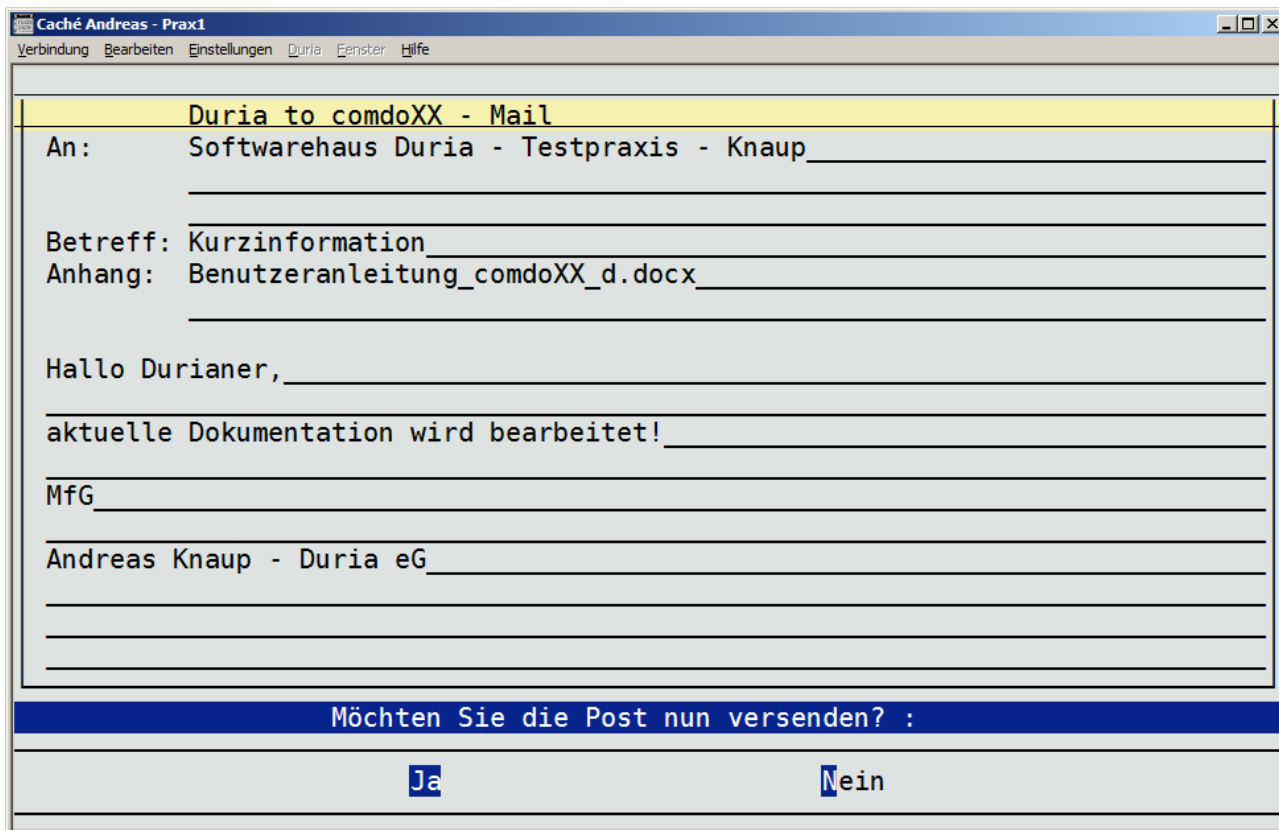 Caché Andreas - Prax1
Verbindung Bearbeiten Einstellungen Duria Fenster Hilfe
Duria to comdoXX - Mail
An: Softwarehaus Duria - Testpraxis - Knaup
Betreff: Kurzinformation
Anhang: Benutzeranleitung_comdoXX_d.docx
Hallo Durianer,
aktuelle Dokumentation wird bearbeitet!
MfG
Andreas Knaup - Duria eG
Möchten Sie die Post nun versenden? :
Ja Nein